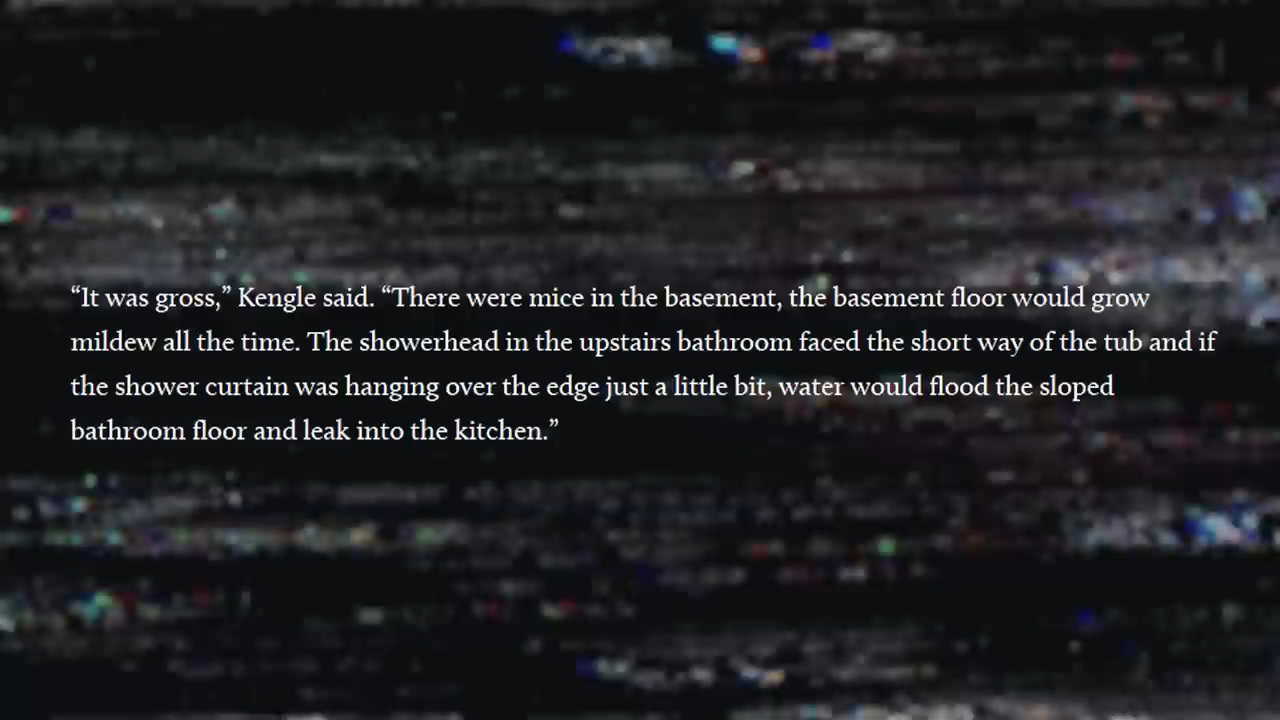 “It was gross,” Kengle said. “There were mice in the basement, the basement floor would grow
mildew all the time. The showerhead in the upstairs bathroom faced the short way of the tub and if
the shower curtain was hanging over the edge just a little bit, water would flood the sloped
bathroom floor and leak into the kitchen.”